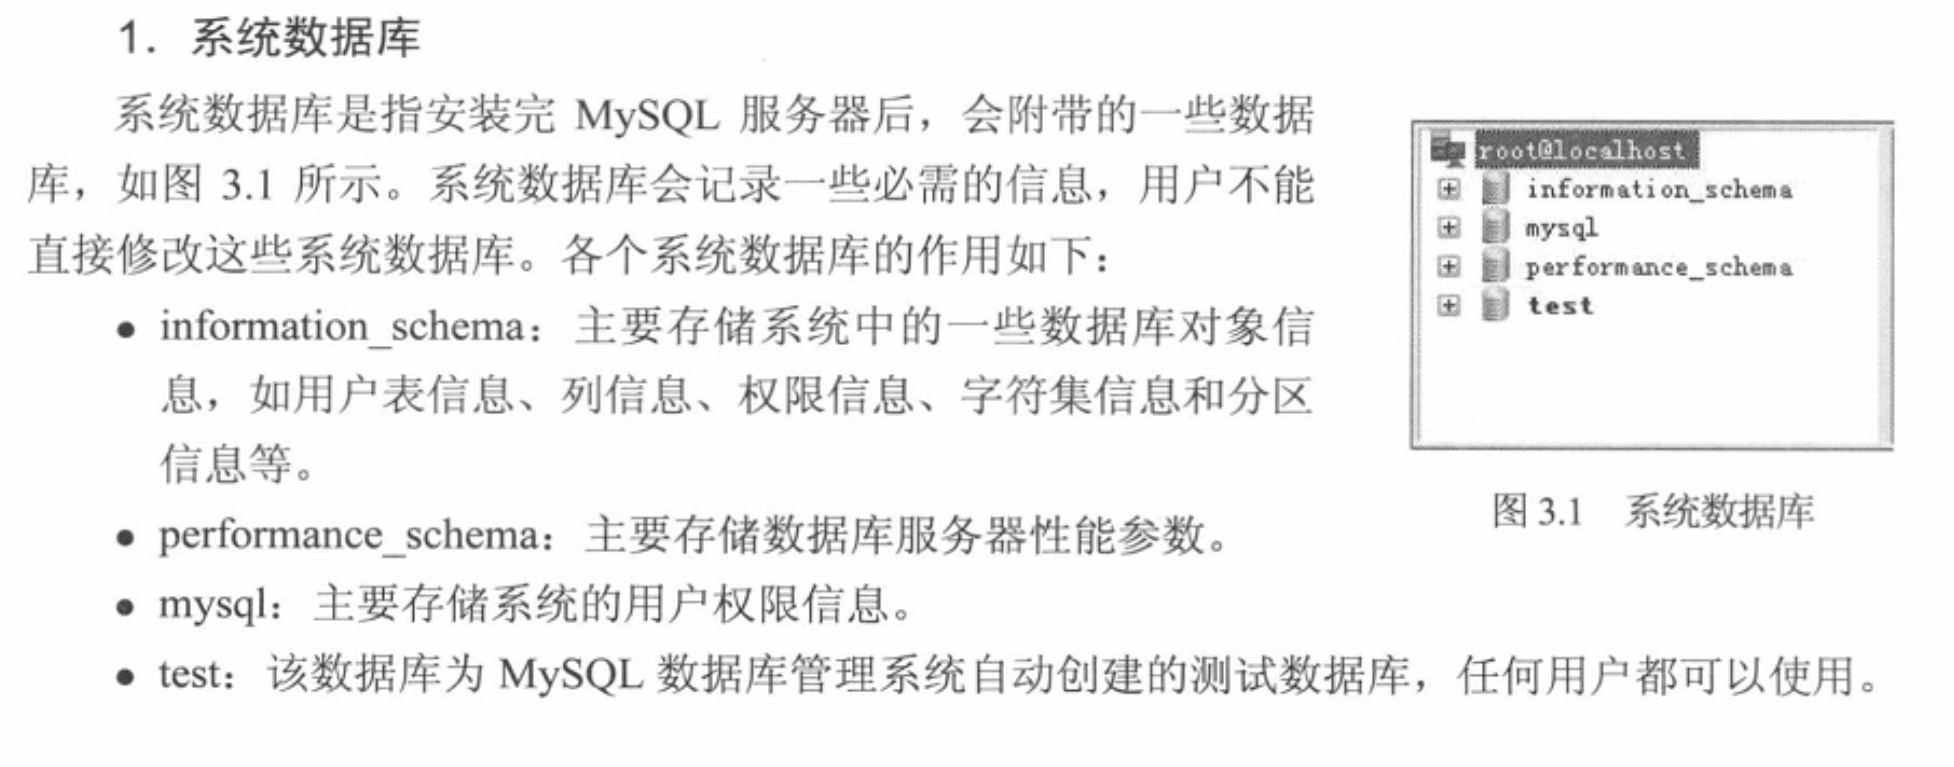 1. 系统数据库
系统数据库是指安装完 MySQL 服务器后，会附带的一些数据
库，如图 3.1 所示。系统数据库会记录一些必需的信息，用户不能
直接修改这些系统数据库。各个系统数据库的作用如下：
● information_schema：主要存储系统中的一些数据库对象信
息，如用户表信息、列信息、权限信息、字符集信息和分区
信息等。
● performance_schema：主要存储数据库服务器性能参数。
● mysql：主要存储系统的用户权限信息。
● test：该数据库为 MySQL 数据库管理系统自动创建的测试数据库，任何用户都可以使用。
root@localhost
information_schema
mysql
performance_schema
test
图 3.1 系统数据库